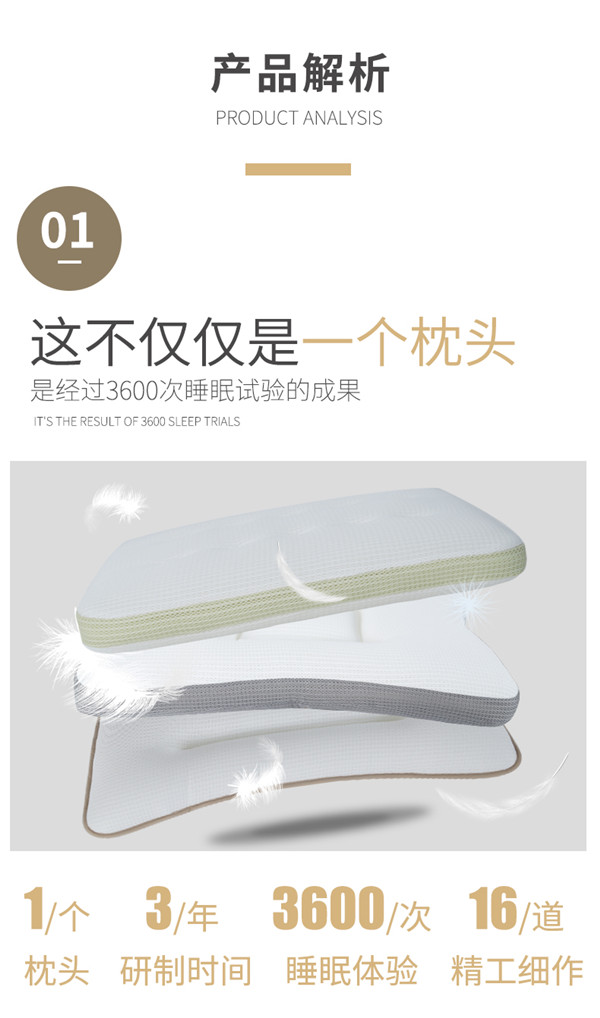 产品解析
PRODUCT ANALYSIS
01
这不仅仅是一个枕头
是经过3600次睡眠试验的成果
IT'S THE RESULT OF 3600 SLEEP TRIALS
1/个 3/年 3600/次 16/道
枕头 研制时间 睡眠体验 精工细作